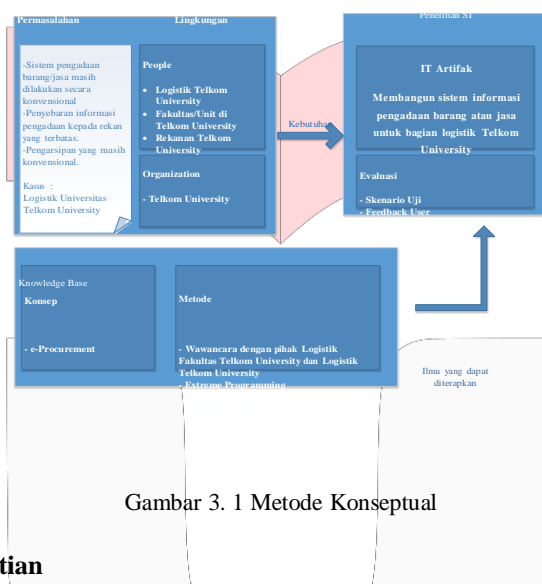 Permasalahan
Lingkungan
Penelitian SI
-Sistem pengadaan
barang/jasa masih
dilakukan secara
konvensional
-Penyebaran informasi
pengadaan kepada rekan
yang terbatas.
-Pengarsipan yang masih
konvensional.
Kasus :
Logistik Universitas
Telkom University
People
• Logistik Telkom
University
• Fakultas/Unit di
Telkom University
• Rekanan Telkom
University
Organization
- Telkom University
Kebutuhan
IT Artifak
Membangun sistem informasi
pengadaan barang atau jasa
untuk bagian logistik Telkom
University
Evaluasi
- Skenario Uji
- Feedback User
Knowledge Base
Konsep
- e-Procurement
Metode
- Wawancara dengan pihak Logistik
Fakultas Telkom University dan Logistik
Telkom University
- Extreme Programming
Ilmu yang dapat
diterapkan
Gambar 3. 1 Metode Konseptual
tian